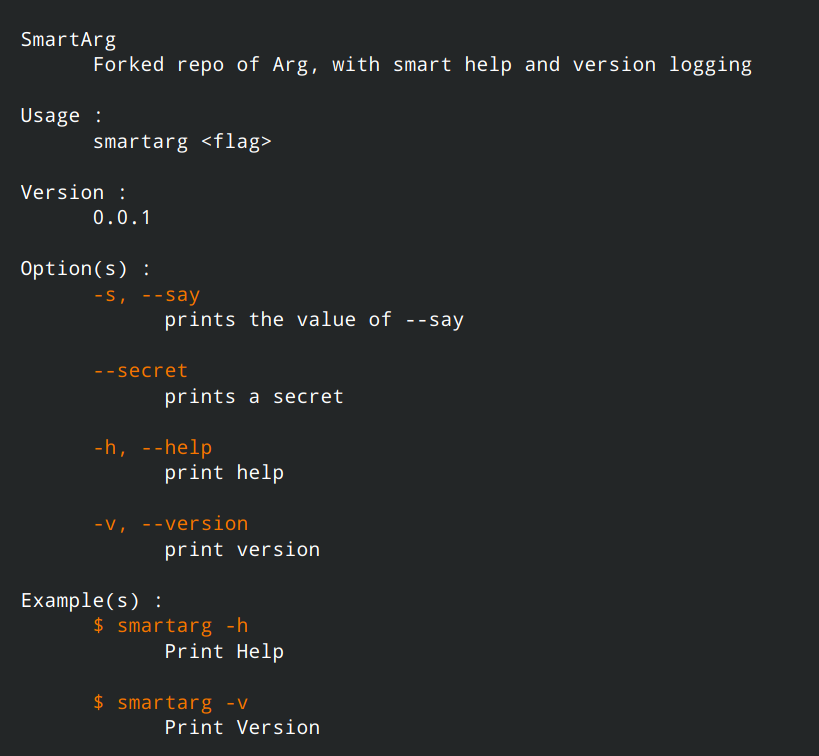 SmartArg
Forked repo of Arg, with smart help and version logging
Usage :
smartarg <flag>
Version :
0.0.1
Option(s) :
-s, --say
prints the value of --say
--secret
prints a secret
-h, --help
print help
-v, --version
print version
Example(s) :
$ smartarg -h
Print Help
$ smartarg -v
Print Version